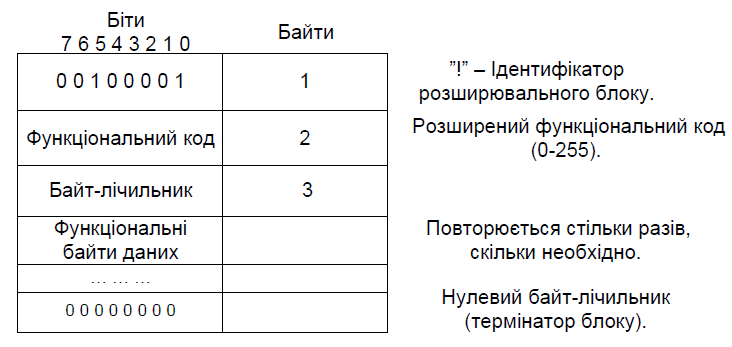 Біти
7 6 5 4 3 2 1 0
Байти
0 0 1 0 0 0 0 1
1
”!” – Ідентифікатор
розширювального блоку.
Функціональний код
2
Розширений функціональний код
(0-255).
Байт-лічильник
3
Функціональні
байти даних
Повторюється стільки разів,
скільки необхідно.
... ... ...
0 0 0 0 0 0 0 0
Нулевий байт-лічильник
(термінатор блоку).